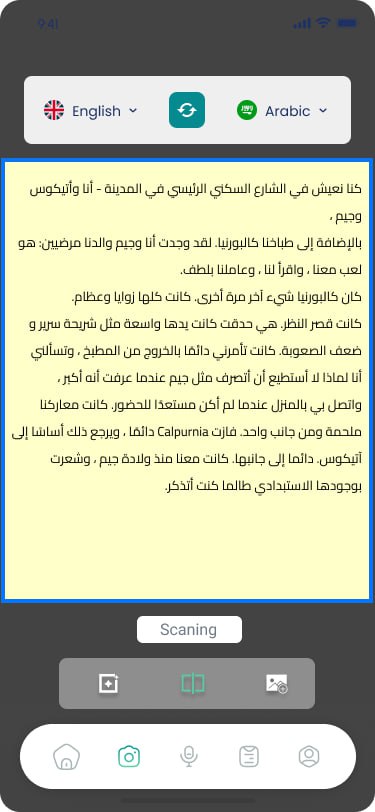 9:41
English
Arabic
كنا نعيش في الشارع السكني الرئيسي في المدينة - أنا وأتيكوس
وجيم ،
بالإضافة إلى طباخنا كالبورنيا. لقد وجدت أنا وجيم والدنا مرضيين: هو
لعب معنا ، واقرأ لنا ، وعاملنا بلطف.
كان كالبورنيا شيء آخر مرة أخرى. كانت كلها زوايا وعظام.
كانت قصر النظر. هي حدقت كانت يدها واسعة مثل شريحة سرير و
ضعف الصعوبة. كانت تأمرني دائمًا بالخروج من المطبخ ، وتسألني
أنا لماذا لا أستطيع أن أتصرف مثل جيم عندما عرفت أنه أكبر ،
واتصل بي بالمنزل عندما لم أكن مستعدًا للحضور. كانت معاركنا
ملحمة ومن جانب واحد. فازت Calpurnia دائمًا ، ويرجع ذلك أساسًا إلى
آتيكوس. دائما إلى جانبها. كانت معنا منذ ولادة جيم ، وشعرت
بوجودها الاستبدادي طالما كنت أتذكر.
Scaning